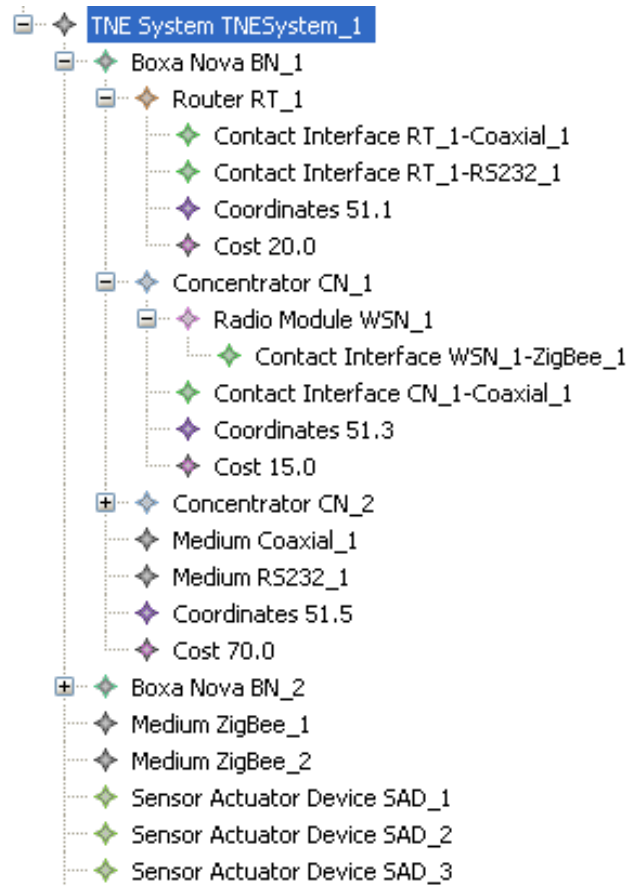 TNE System TNESystem_1
Boxa Nova BN_1
Router RT_1
Contact Interface RT_1-Coaxial_1
Contact Interface RT_1-RS232_1
Coordinates 51.1
Cost 20.0
Concentrator CN_1
Radio Module WSN_1
Contact Interface WSN_1-ZigBee_1
Contact Interface CN_1-Coaxial_1
Coordinates 51.3
Cost 15.0
Concentrator CN_2
Medium Coaxial_1
Medium RS232_1
Coordinates 51.5
Cost 70.0
Boxa Nova BN_2
Medium ZigBee_1
Medium ZigBee_2
Sensor Actuator Device SAD_1
Sensor Actuator Device SAD_2
Sensor Actuator Device SAD_3